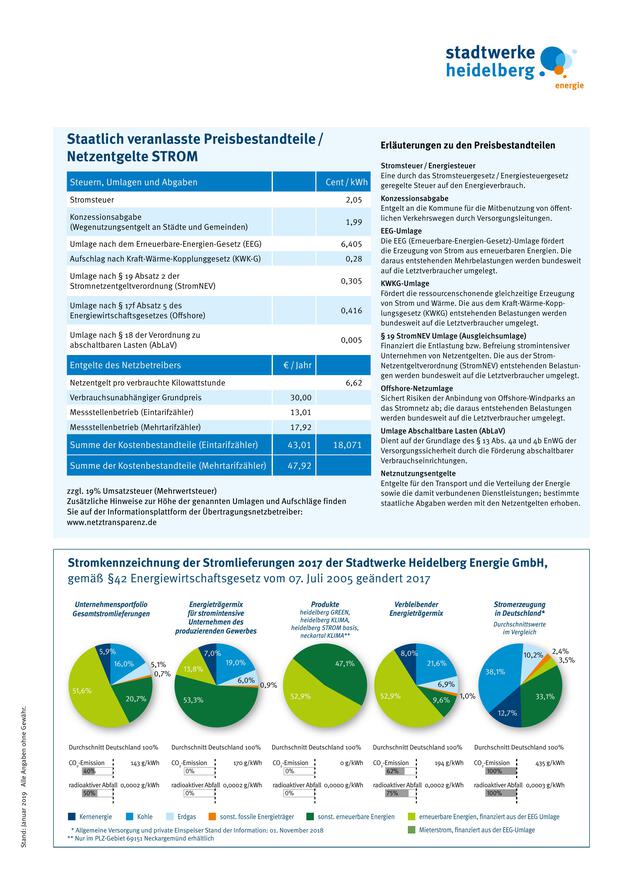 stadtwerke
heidelberg
energie
Staatlich veranlasste Preisbestandteile /
Netzentgelte STROM
Steuern, Umlagen und Abgaben Cent / kWh
Stromsteuer 2,05
Konzessionsabgabe
(Wegenutzungsentgelt an Städte und Gemeinden) 1,99
Umlage nach dem Erneuerbare-Energien-Gesetz (EEG) 6,405
Aufschlag nach Kraft-Wärme-Kopplunggesetz (KWK-G) 0,28
Umlage nach § 19 Absatz 2 der
Stromnetzentgeltverordnung (StromNEV) 0,305
Umlage nach § 17f Absatz 5 des
Energiewirtschaftsgesetzes (Offshore) 0,416
Umlage nach § 18 der Verordnung zu
abschaltbaren Lasten (AbLaV) 0,005
Entgelte des Netzbetreibers € / Jahr
Netzentgelt pro verbrauchte Kilowattstunde 6,62
Verbrauchsunabhängiger Grundpreis 30,00
Messstellenbetrieb (Eintarifzähler) 13,01
Messstellenbetrieb (Mehrtarifzähler) 17,92
Summe der Kostenbestandteile (Eintarifzähler) 43,01 18,071
Summe der Kostenbestandteile (Mehrtarifzähler) 47,92
zzgl. 19% Umsatzsteuer (Mehrwertsteuer)
Zusätzliche Hinweise zur Höhe der genannten Umlagen und Aufschläge finden
Sie auf der Informationsplattform der Übertragungsnetzbetreiber:
www.netztransparenz.de
Erläuterungen zu den Preisbestandteilen
Stromsteuer / Energiesteuer
Eine durch das Stromsteuergesetz / Energiesteuergesetz
geregelte Steuer auf den Energieverbrauch.
Konzessionsabgabe
Entgelt an die Kommune für die Mitbenutzung von öffent-
lichen Verkehrswegen durch Versorgungsleitungen.
EEG-Umlage
Die EEG (Erneuerbare-Energien-Gesetz)-Umlage fördert
die Erzeugung von Strom aus erneuerbaren Energien. Die
daraus entstehenden Mehrbelastungen werden bundesweit
auf die Letztverbraucher umgelegt.
KWKG-Umlage
Fördert die ressourcenschonende gleichzeitige Erzeugung
von Strom und Wärme. Die aus dem Kraft-Wärme-Kopp-
lungsgesetz (KWKG) entstehenden Belastungen werden
bundesweit auf die Letztverbraucher umgelegt.
§ 19 StromNEV Umlage (Ausgleichsumlage)
Finanziert die Entlastung bzw. Befreiung stromintensiver
Unternehmen von Netzentgelten. Die aus der Strom-
Netzentgeltverordnung (StromNEV) entstehenden Belastun-
gen werden bundesweit auf die Letztverbraucher umgelegt.
Offshore-Netzumlage
Sichert Risiken der Anbindung von Offshore-Windparks an
das Stromnetz ab; die daraus entstehenden Belastungen
werden bundesweit auf die Letztverbraucher umgelegt.
Umlage Abschaltbare Lasten (AbLaV)
Dient auf der Grundlage des § 13 Abs. 4a und 4b EnWG der
Versorgungssicherheit durch die Förderung abschaltbarer
Verbrauchseinrichtungen.
Netznutzungsentgelte
Entgelte für den Transport und die Verteilung der Energie
sowie die damit verbundenen Dienstleistungen; bestimmte
staatliche Abgaben werden mit den Netzentgelten erhoben.
Stromkennzeichnung der Stromlieferungen 2017 der Stadtwerke Heidelberg Energie GmbH,
gemäß §42 Energiewirtschaftsgesetz vom 07. Juli 2005 geändert 2017
Unternehmensportfolio
Gesamtstromlieferungen
5,9%
16,0%
5,1%
0,7%
20,7%
51,6%
Durchschnitt Deutschland 100%
CO2-Emission 143 g/kWh
40%
radioaktiver Abfall 0,0002 g/kWh
50%
Energieträgermix
für stromintensive
Unternehmen des
produzierenden Gewerbes
7,0%
19,0%
6,0%
0,9%
53,3%
13,8%
Durchschnitt Deutschland 100%
CO2-Emission 170 g/kWh
0%
radioaktiver Abfall 0,0002 g/kWh
0%
Produkte
heidelberg GREEN,
heidelberg KLIMA,
heidelberg STROM basis,
neckartal KLIMA**
47,1%
52,9%
Durchschnitt Deutschland 100%
CO2-Emission 0 g/kWh
0%
radioaktiver Abfall 0,0000 g/kWh
0%
Verbleibender
Energieträgermix
8,0%
21,6%
6,9%
1,0%
9,6%
52,9%
Durchschnitt Deutschland 100%
CO2-Emission 194 g/kWh
62%
radioaktiver Abfall 0,0002 g/kWh
75%
Stromerzeugung
in Deutschland*
Durchschnittswerte
im Vergleich
10,2%
2,4%
3,5%
33,1%
12,7%
38,1%
Durchschnitt Deutschland 100%
CO2-Emission 435 g/kWh
100%
radioaktiver Abfall 0,0003 g/kWh
100%
Kernenergie Kohle Erdgas sonst. fossile Energieträger sonst. erneuerbare Energien erneuerbare Energien, finanziert aus der EEG Umlage
Mieterstrom, finanziert aus der EEG-Umlage
* Allgemeine Versorgung und private Einspeiser Stand der Information: 01. November 2018
** Nur im PLZ-Gebiet 69151 Neckargemünd erhältlich
Stand: Januar 2019 Alle Angaben ohne Gewähr.